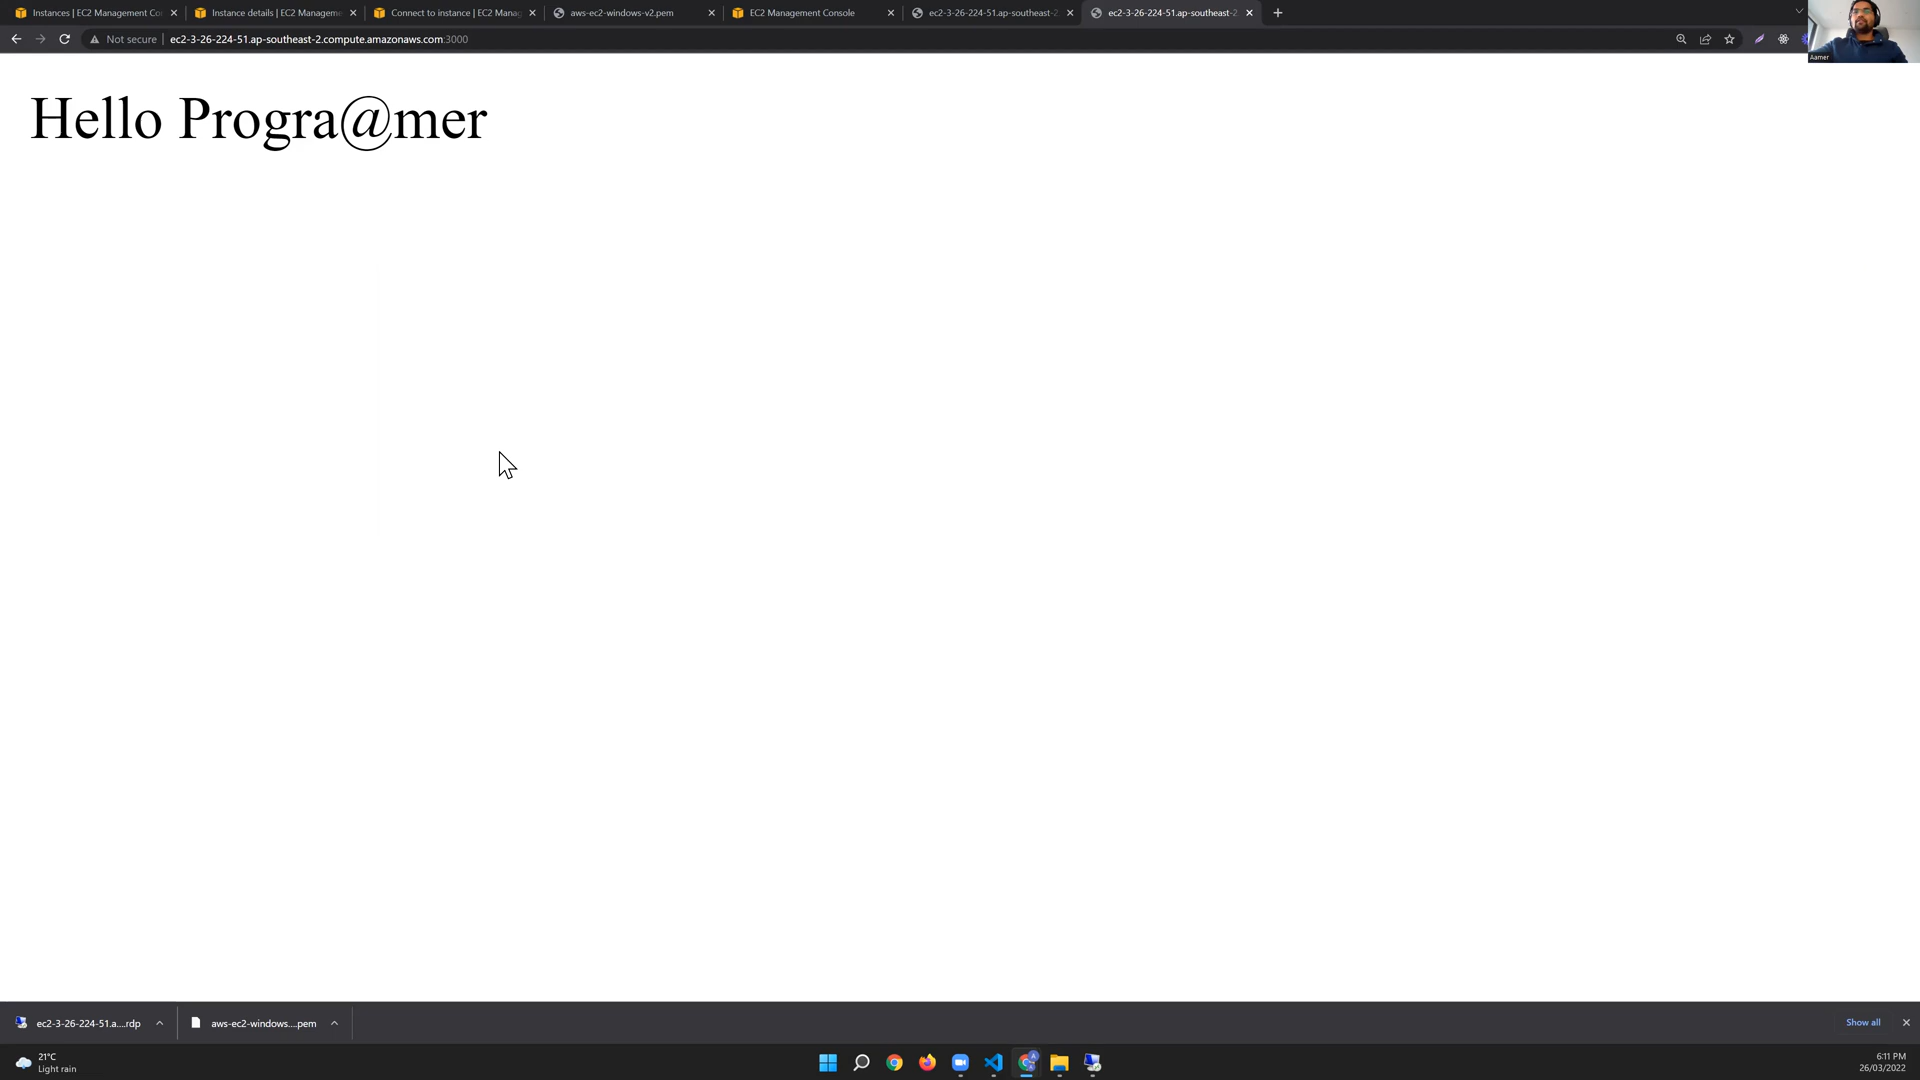 Instances | EC2 Management Co
Instance details | EC2 Manageme
Connect to instance | EC2 Manag
aws-ec2-windows-v2.pem
EC2 Management Console
ec2-3-26-224-51.ap-southeast-2
ec2-3-26-224-51.ap-southeast-2
Not secure
ec2-3-26-224-51.ap-southeast-2.compute.amazonaws.com:3000
Aamer
Hello Progra@mer
ec2-3-26-224-51.a....rdp
aws-ec2-windows....pem
Show all
21°C
Light rain
6:11 PM
26/03/2022